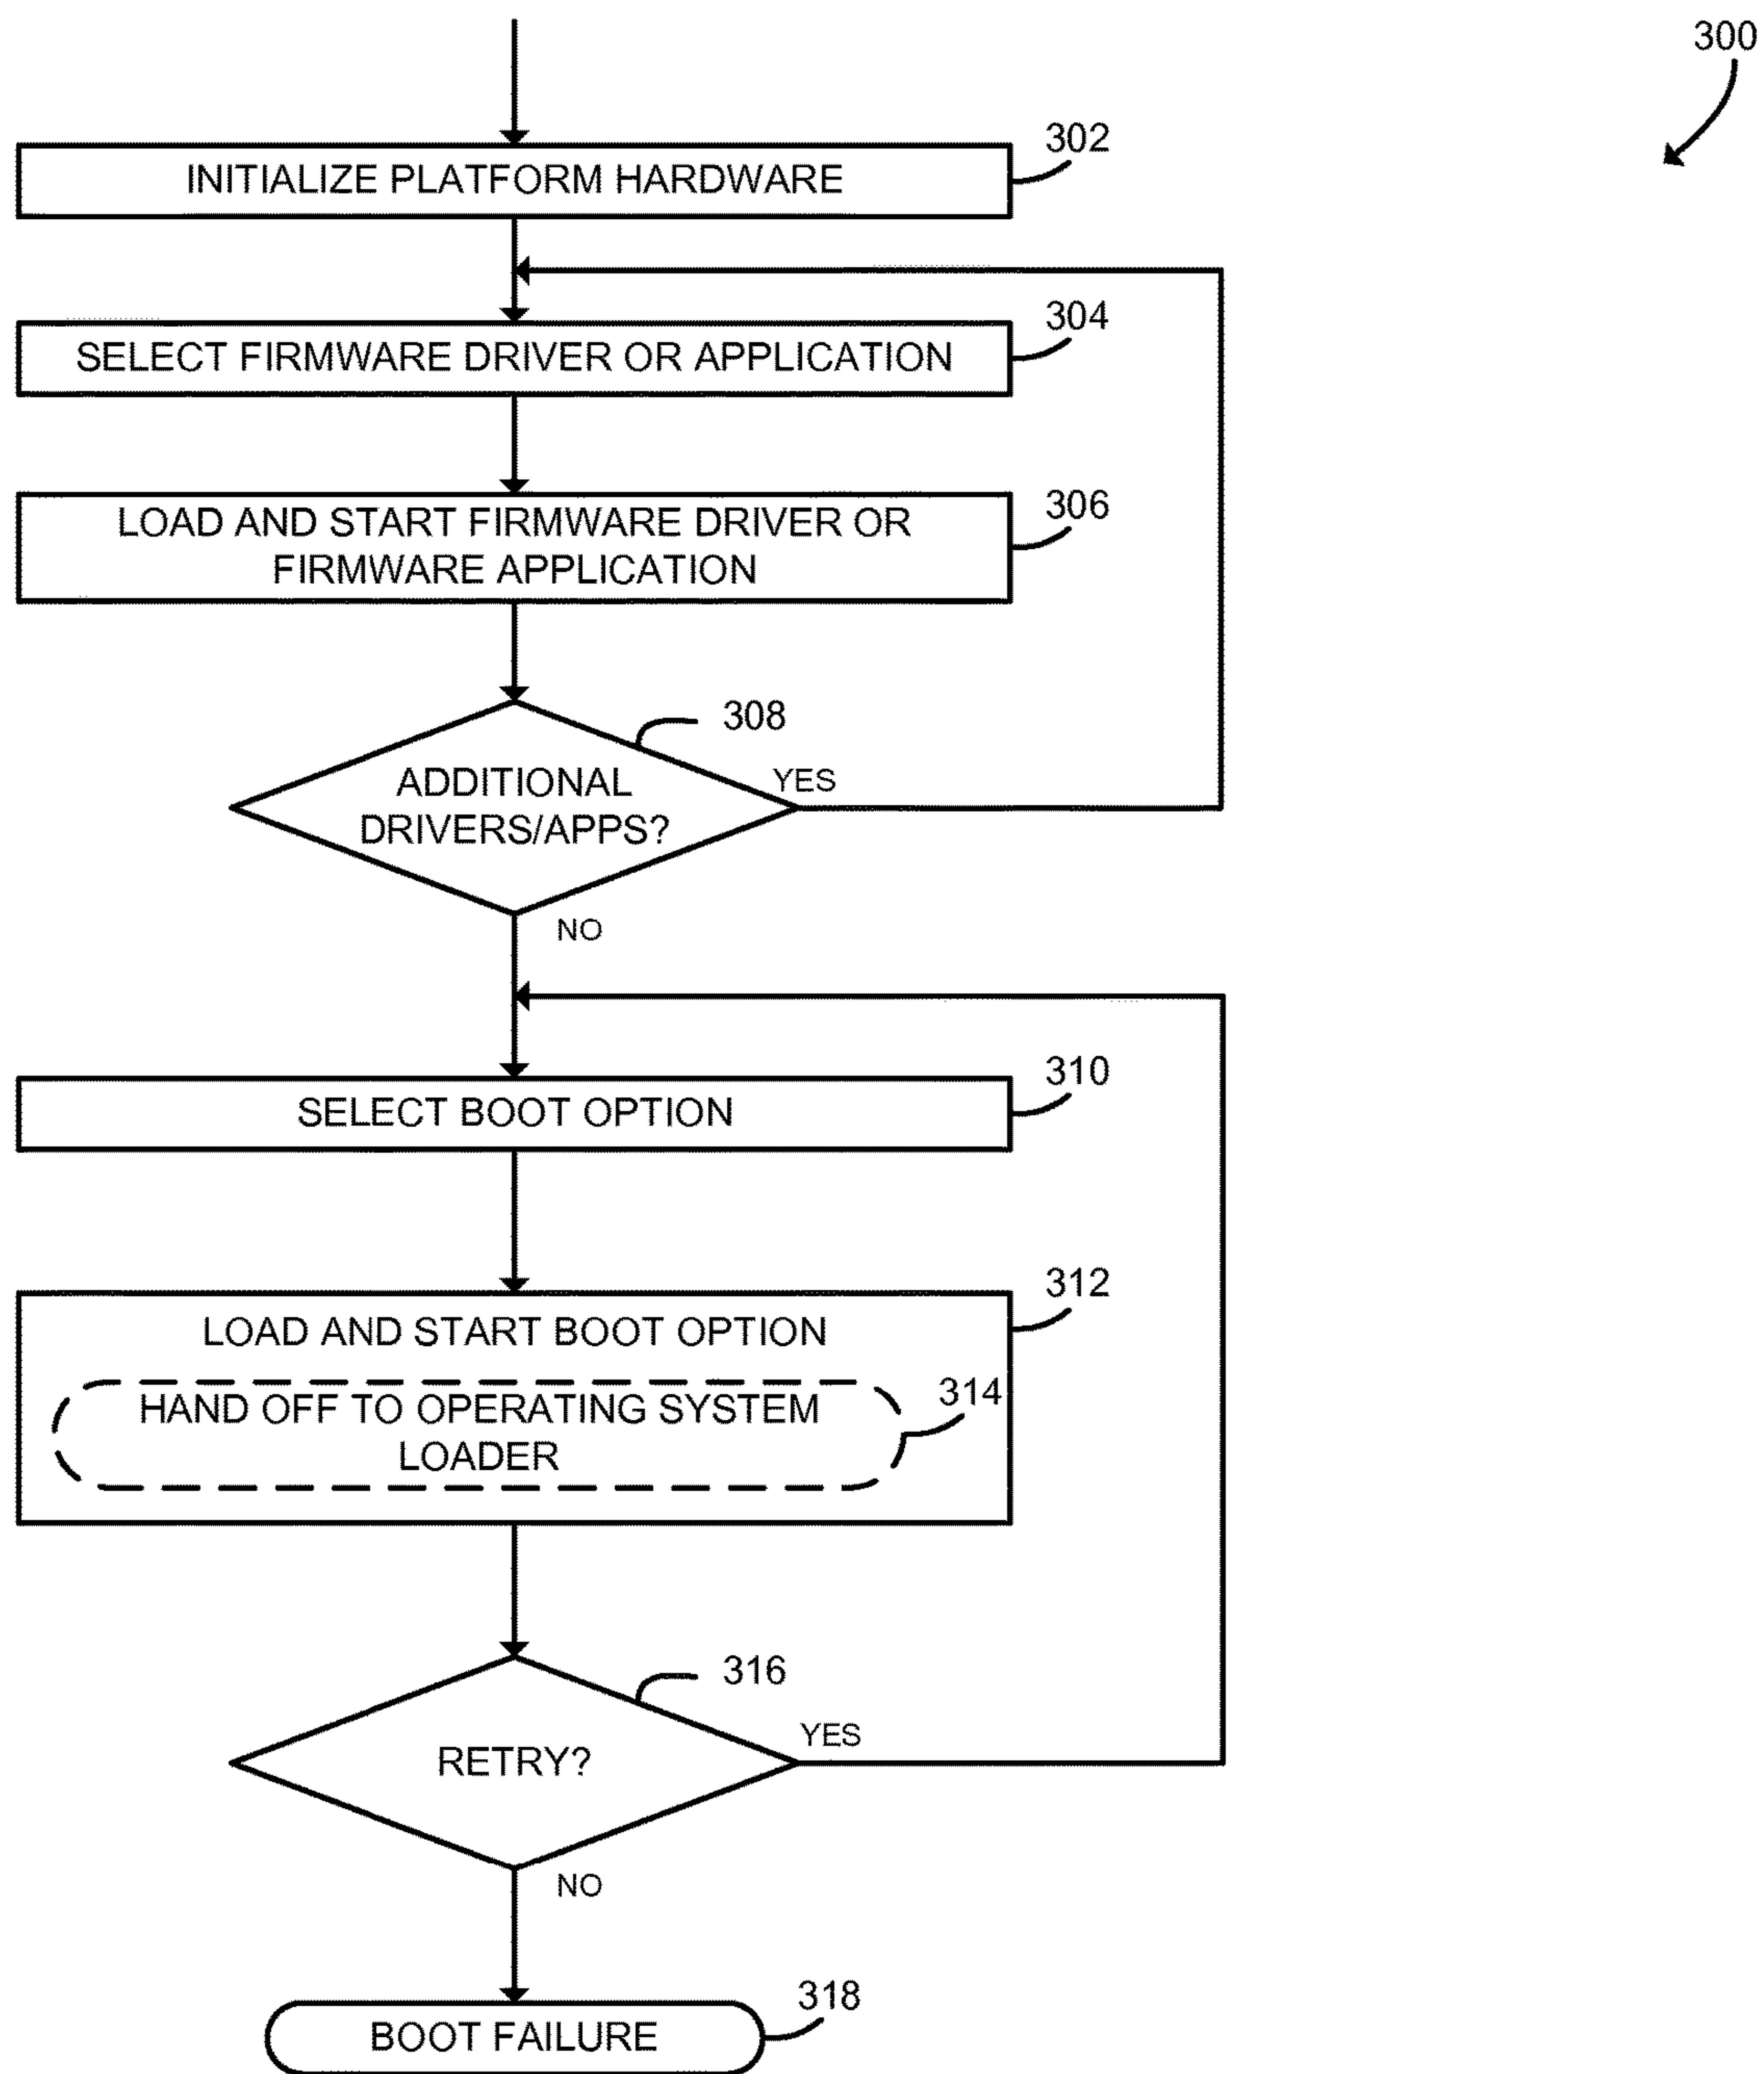 300
302
INITIALIZE PLATFORM HARDWARE
304
SELECT FIRMWARE DRIVER OR APPLICATION
306
LOAD AND START FIRMWARE DRIVER OR
FIRMWARE APPLICATION
308
ADDITIONAL
DRIVERS/APPS?
YES
NO
310
SELECT BOOT OPTION
312
LOAD AND START BOOT OPTION
314
HAND OFF TO OPERATING SYSTEM
LOADER
316
RETRY?
YES
NO
318
BOOT FAILURE